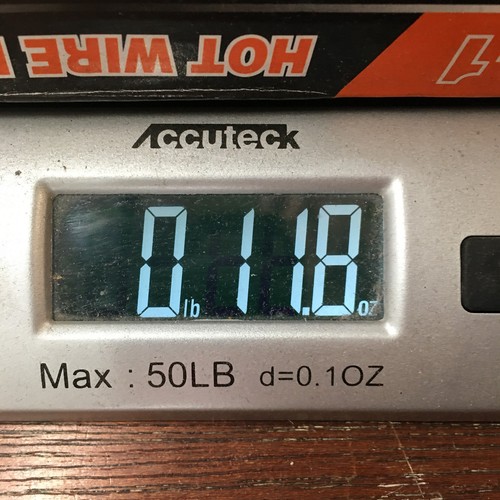 HOT WIRE
ACCUTECK
0 lb 11.8 oz
Max : 50LB d=0.1OZ